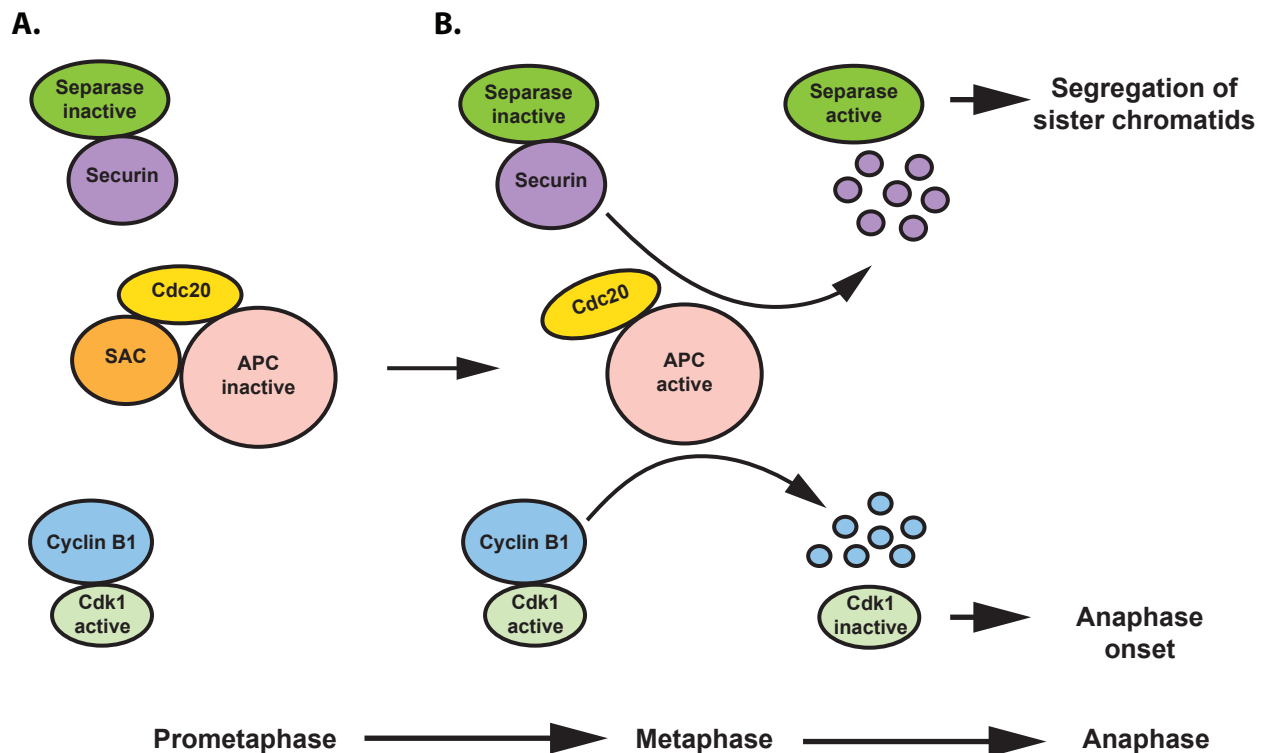 A.
B.
Separase
inactive
Securin
Cdc20
SAC
APC
inactive
Cyclin B1
Cdk1
active
Separase
inactive
Securin
Cdc20
APC
active
Cyclin B1
Cdk1
active
Separase
active
Segregation of
sister chromatids
Cdk1
inactive
Anaphase
onset
Prometaphase
Metaphase
Anaphase